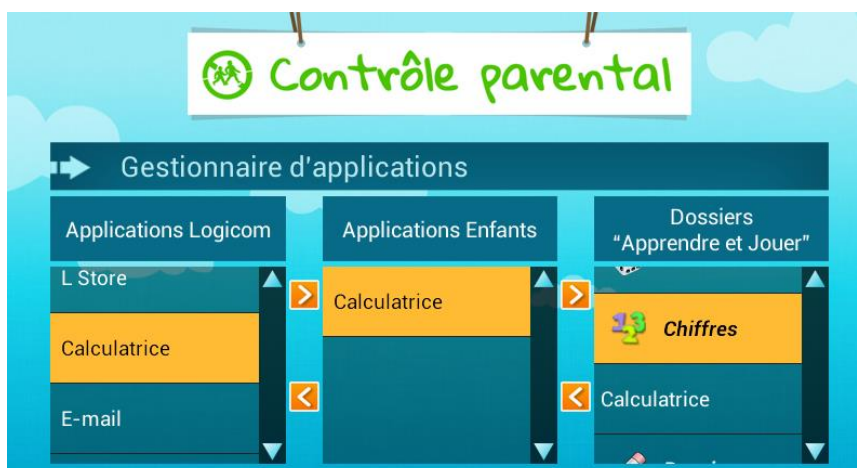 Contrôle parental
Gestionnaire d'applications
Applications Logicom
Applications Enfants
Dossiers
"Apprendre et Jouer"
L Store
Calculatrice
E-mail
Calculatrice
Chiffres
Calculatrice